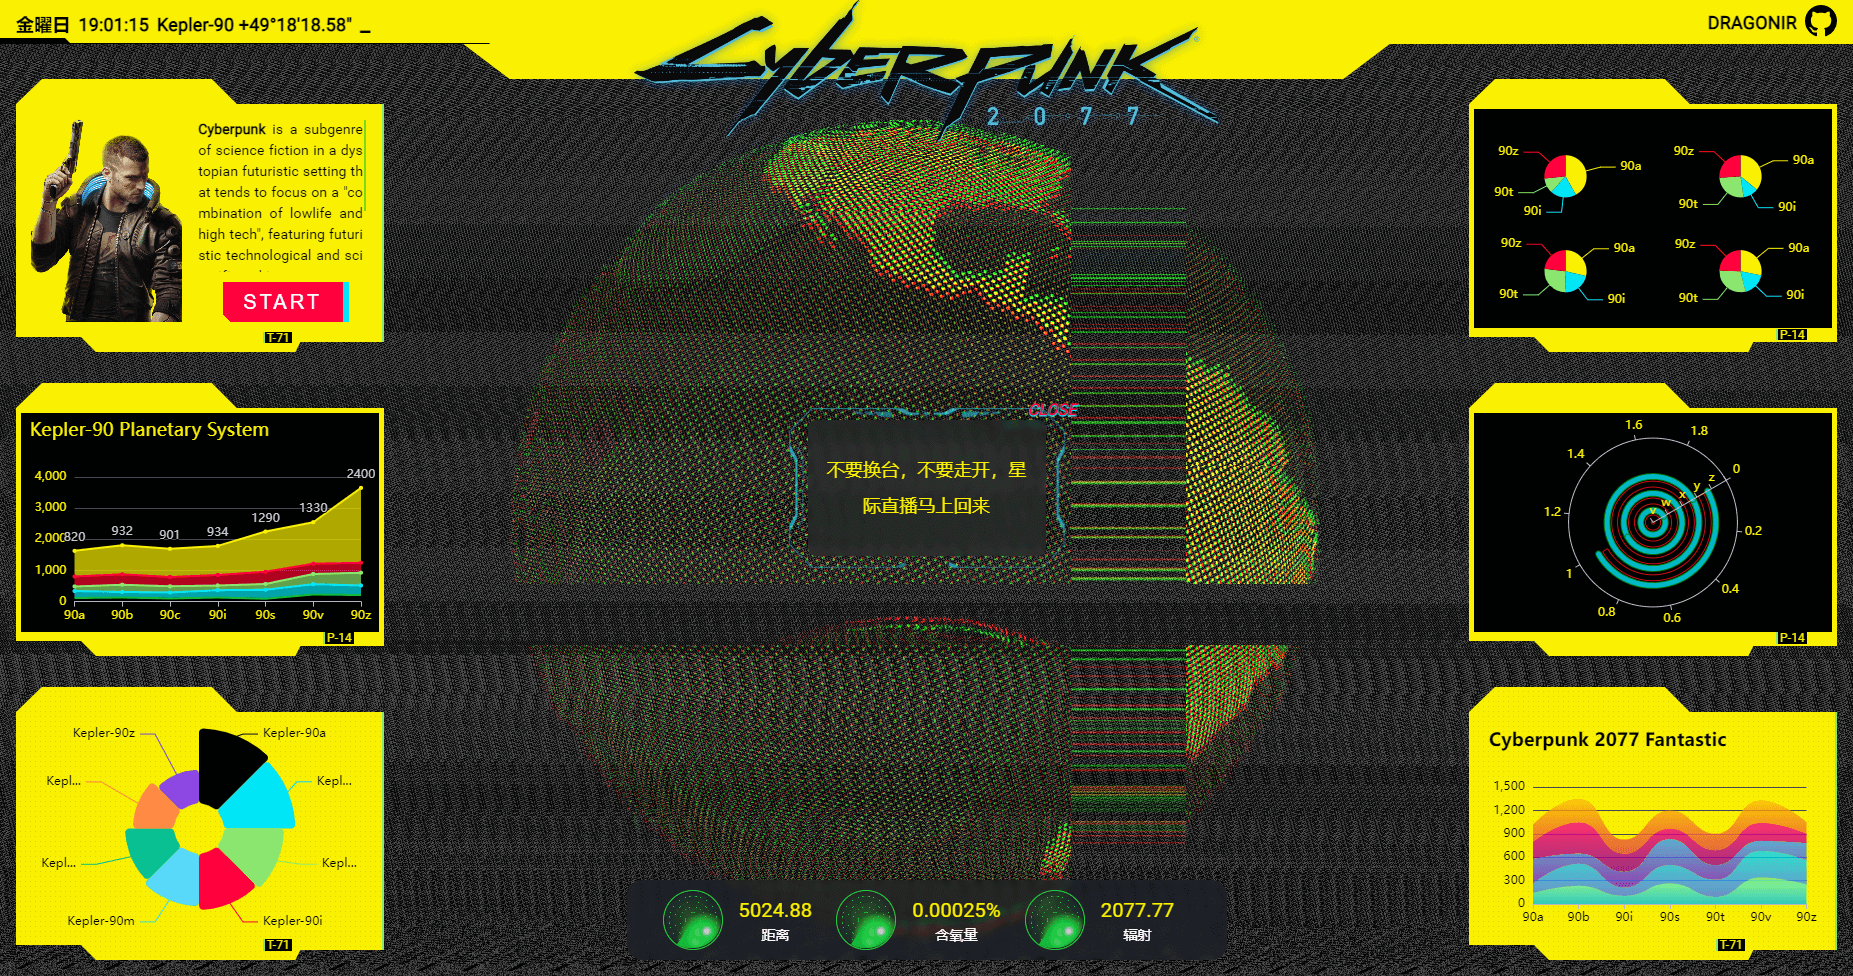 金曜日 19:01:15 Kepler-90 +49°18'18.58" _
DRAGONIR
Cyberpunk
2077
Cyberpunk is a subgenre
of science fiction in a dys
topian futuristic setting th
at tends to focus on a "co
mbination of lowlife and
high tech", featuring futuri
stic technological and sci
START
T-71
Kepler-90 Planetary System
4,000
3,000
2,000
1,000
0
820
932
901
934
1290
1330
2400
90a 90b 90c 90i 90s 90v 90z
P-14
Kepler-90z
Kepler-90a
Kepl...
Kepl...
Kepl...
Kepl...
Kepler-90m
Kepler-90i
T-71
CLOSE
不要换台，不要走开，星
际直播马上回来
5024.88
距离
0.00025%
含氧量
2077.77
辐射
90z 90a
90t 90i
90z 90a
90t 90i
90z 90a
90t 90i
90z 90a
90t 90i
P-14
1.6
1.8
1.4
0
1.2
0.2
1
0.4
0.8
0.6
v w x y z
P-14
Cyberpunk 2077 Fantastic
1,500
1,200
900
600
300
0
90a 90b 90i 90s 90t 90v 90z
T-71